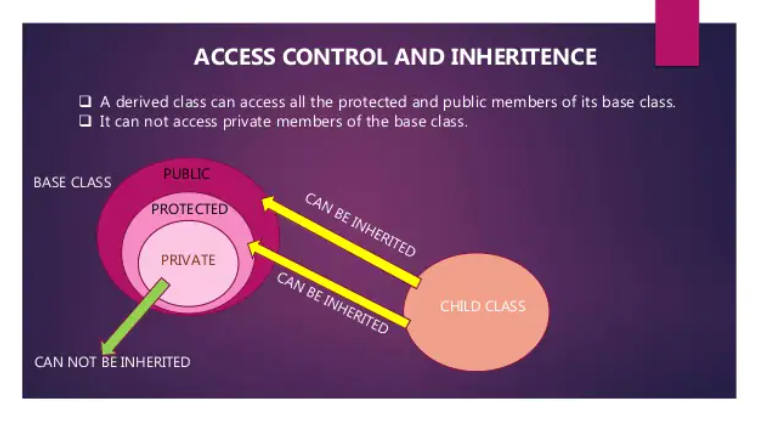 ACCESS CONTROL AND INHERITENCE
❑ A derived class can access all the protected and public members of its base class.
❑ It can not access private members of the base class.
BASE CLASS
PUBLIC
PROTECTED
PRIVATE
CAN BE INHERITED
CAN BE INHERITED
CHILD CLASS
CAN NOT BE INHERITED